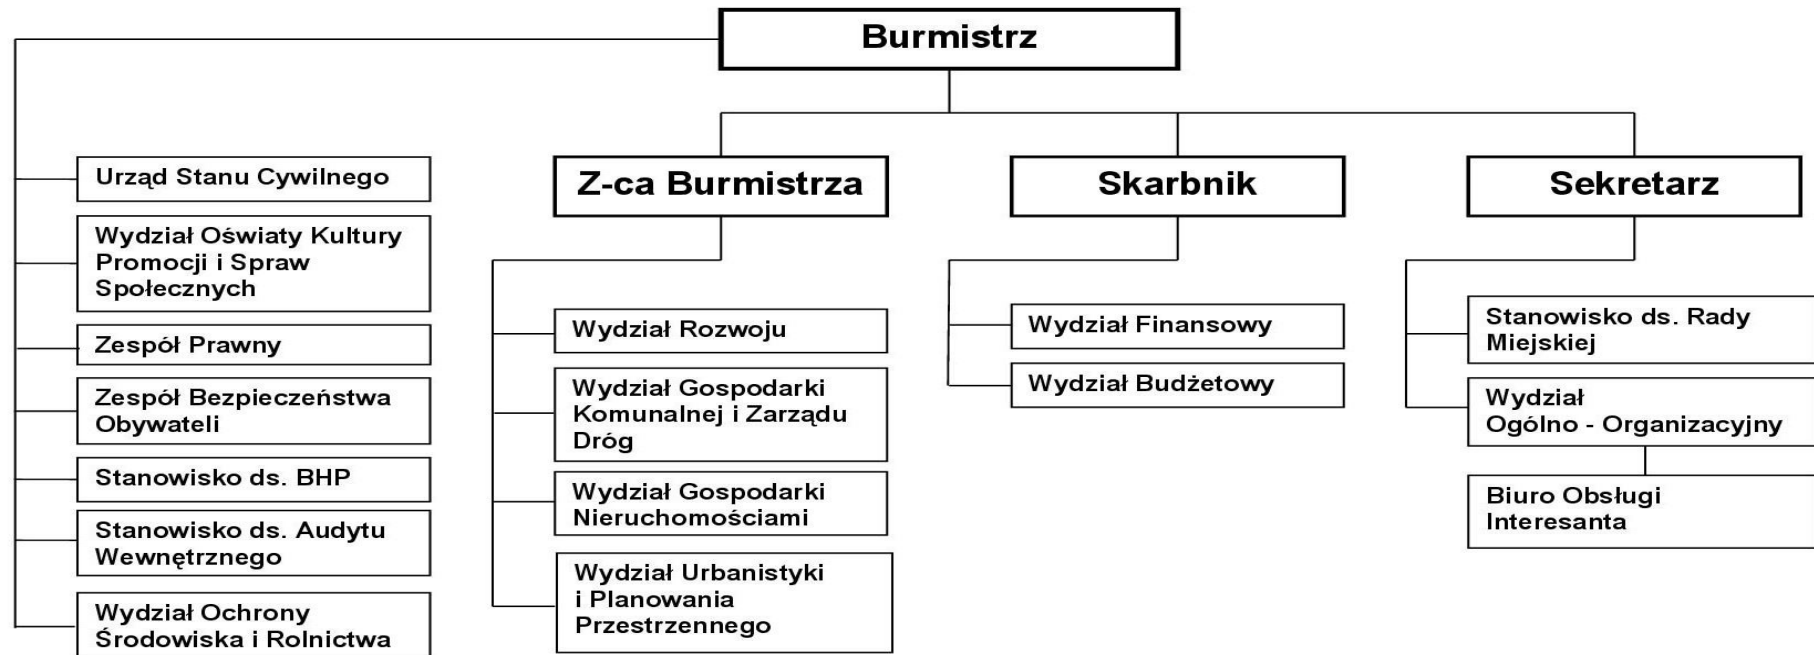 Burmistrz
Urząd Stanu Cywilnego
Wydział Oświaty Kultury
Promocji i Spraw
Społecznych
Zespół Prawny
Zespół Bezpieczeństwa
Obywateli
Stanowisko ds. BHP
Stanowisko ds. Audytu
Wewnętrznego
Wydział Ochrony
Środowiska i Rolnictwa
Z-ca Burmistrza
Wydział Rozwoju
Wydział Gospodarki
Komunalnej i Zarządu
Dróg
Wydział Gospodarki
Nieruchomościami
Wydział Urbanistyki
i Planowania
Przestrzennego
Skarbnik
Wydział Finansowy
Wydział Budżetowy
Sekretarz
Stanowisko ds. Rady
Miejskiej
Wydział
Ogólno - Organizacyjny
Biuro Obsługi
Interesanta